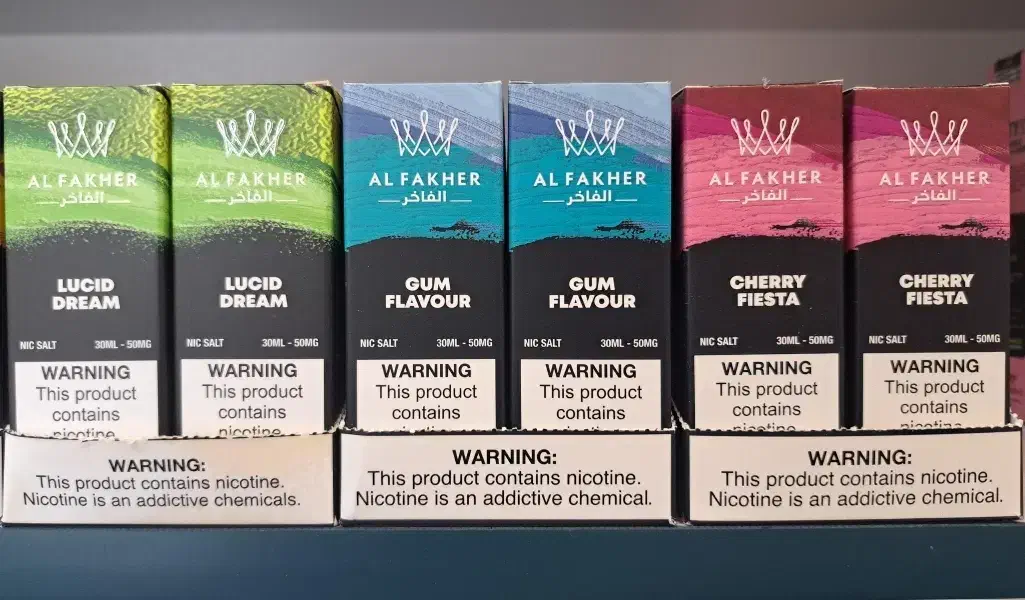 AL FAKHER
الفاخر
LUCID
DREAM
NIC SALT 30ML - 50MG
WARNING
This product
contains
nicotine
AL FAKHER
الفاخر
LUCID
DREAM
NIC SALT 30ML - 50MG
WARNING
This product
contains
nicotine
WARNING:
This product contains nicotine.
Nicotine is an addictive chemicals.
AL FAKHER
الفاخر
GUM
FLAVOUR
NIC SALT 30ML - 50MG
WARNING
This product
contains
AL FAKHER
الفاخر
GUM
FLAVOUR
NIC SALT 30ML - 50MG
WARNING
This product
contains
WARNING:
This product contains nicotine.
Nicotine is an addictive chemical.
AL FAKHER
الفاخر
CHERRY
FIESTA
NIC SALT 30ML - 50MG
WARNING
This product
contains
nicotine
AL FAKHER
الفاخر
CHERRY
FIESTA
NIC SALT 30ML - 50MG
WARNING
This product
contains
nicotine
WARNING:
This product contains nicotine.
Nicotine is an addictive chemical.